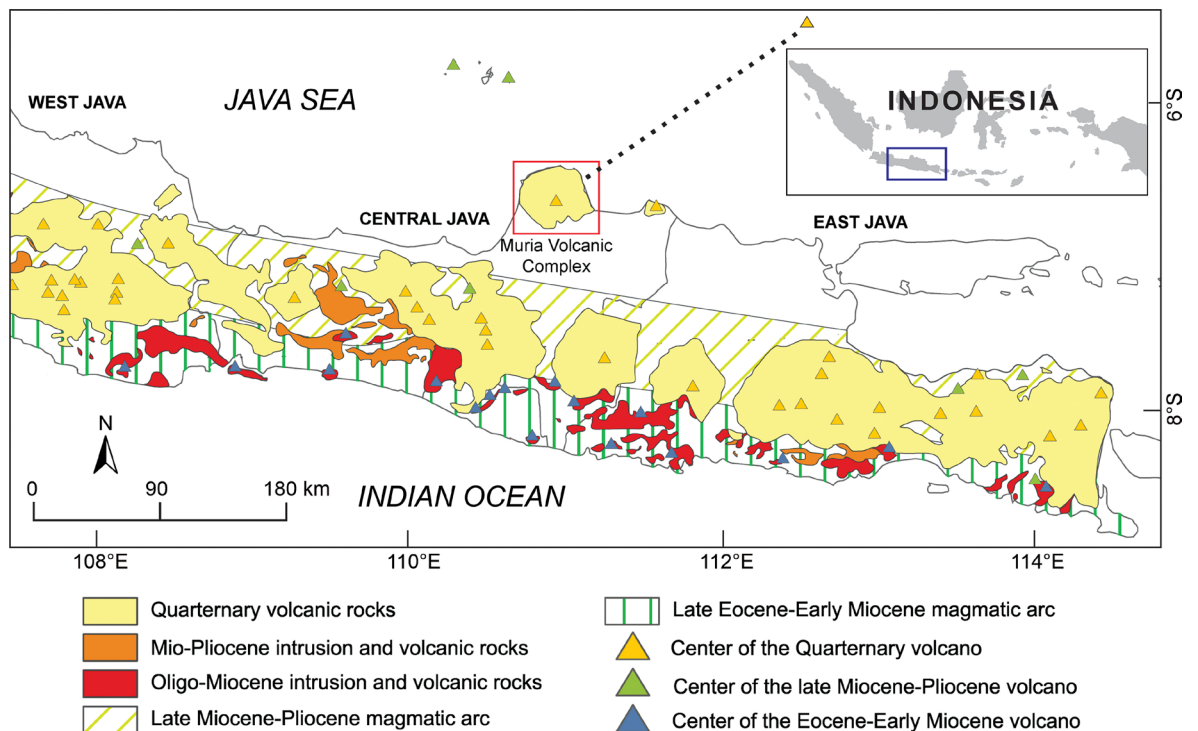 WEST JAVA
JAVA SEA
INDONESIA
6°S
CENTRAL JAVA
EAST JAVA
Muria Volcanic
Complex
N
8°S
0 90 180 km
INDIAN OCEAN
108°E 110°E 112°E 114°E
Quarternary volcanic rocks
Mio-Pliocene intrusion and volcanic rocks
Oligo-Miocene intrusion and volcanic rocks
Late Miocene-Pliocene magmatic arc
Late Eocene-Early Miocene magmatic arc
Center of the Quarternary volcano
Center of the late Miocene-Pliocene volcano
Center of the Eocene-Early Miocene volcano